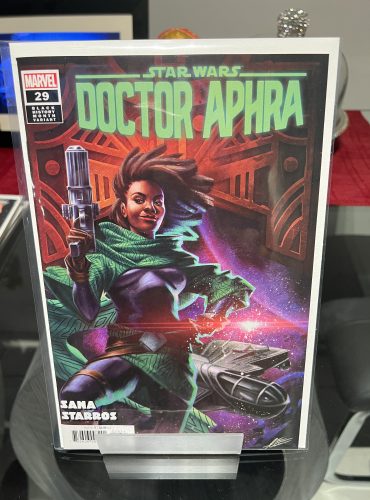 MARVEL
29
BLACK
HISTORY
MONTH
VARIANT
STAR WARS
DOCTOR APHRA
SANA
STARROS